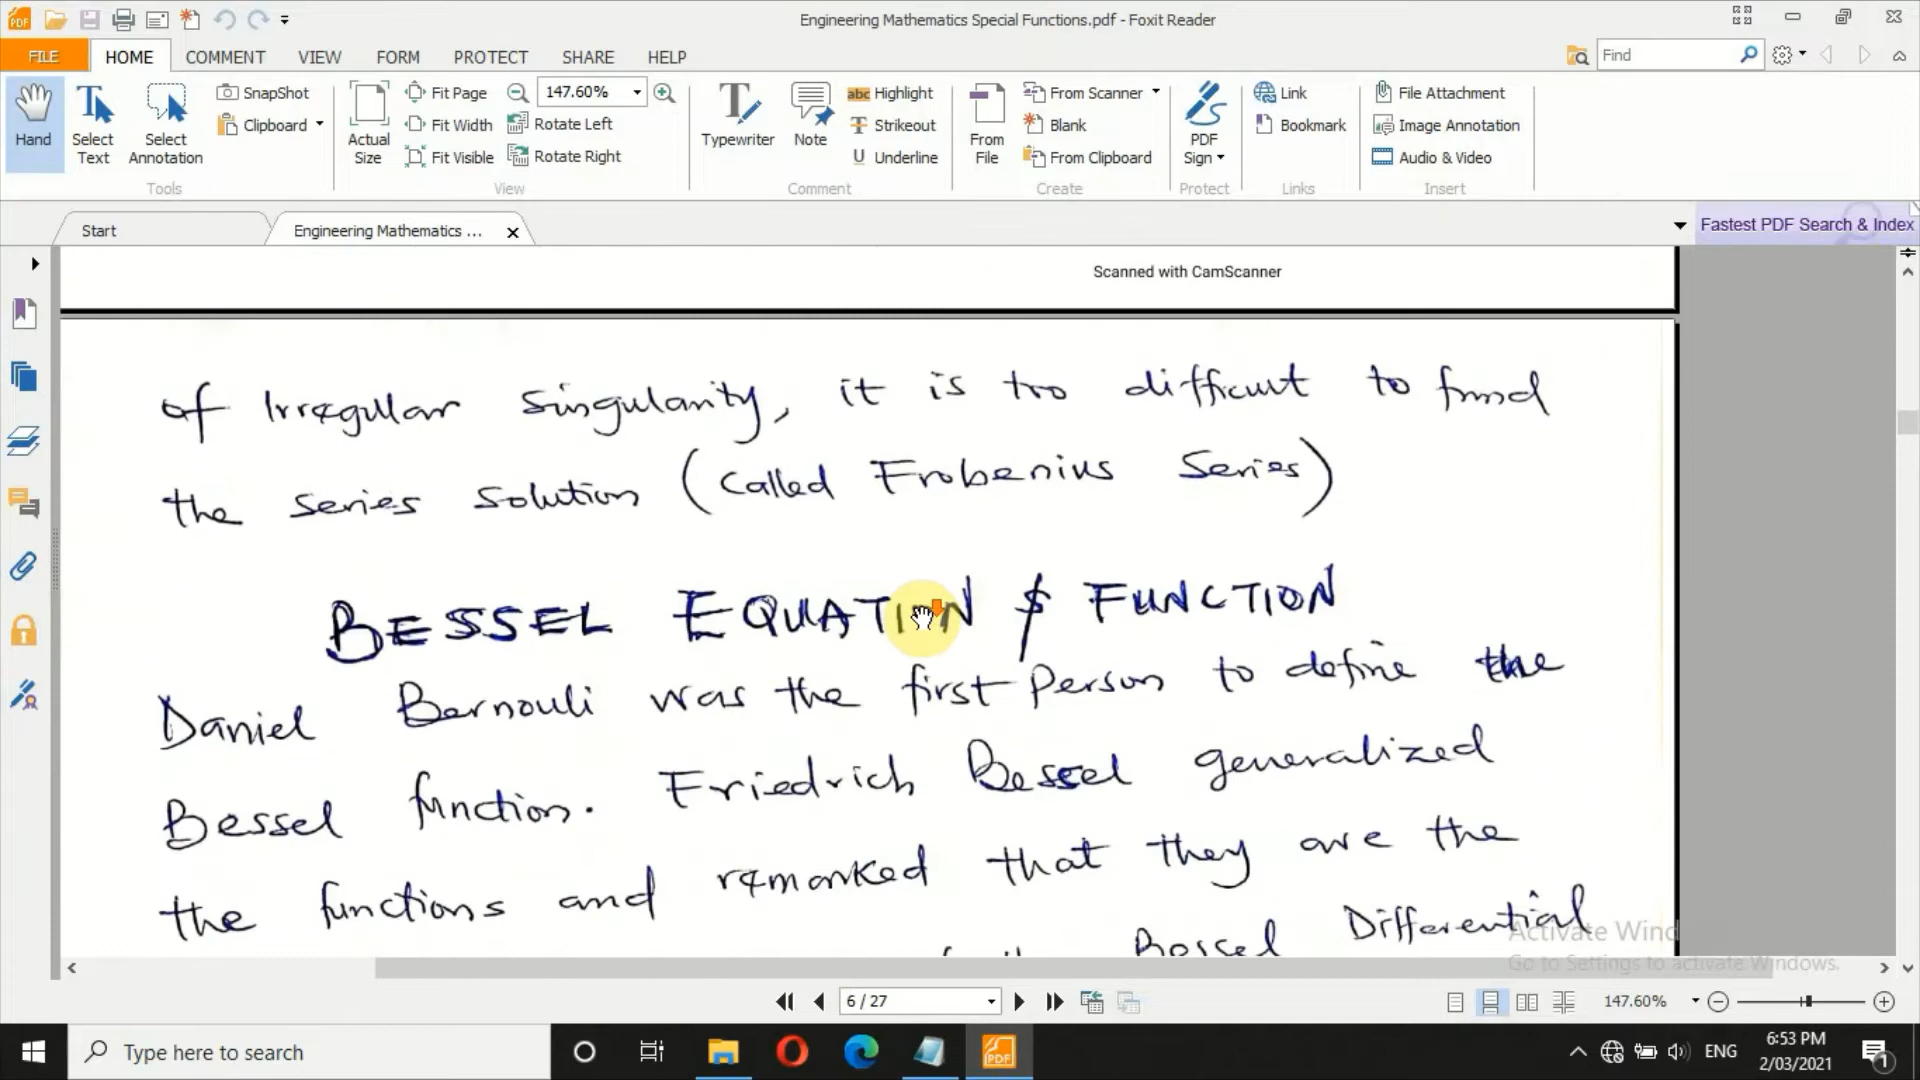 Engineering Mathematics Special Functions.pdf - Foxit Reader
FILE HOME COMMENT VIEW FORM PROTECT SHARE HELP Find
Hand
Select Text
Select Annotation
SnapShot
Clipboard
Tools
Actual Size
Fit Page
Fit Width
Fit Visible
147.60%
Rotate Left
Rotate Right
View
Typewriter
Note
abc Highlight
Strikeout
Underline
Comment
From File
From Scanner
Blank
From Clipboard
Create
PDF Sign
Protect
Link
Bookmark
Links
File Attachment
Image Annotation
Audio & Video
Insert
Start Engineering Mathematics ... Fastest PDF Search & Index
Scanned with CamScanner
of Irregular Singularity, it is too difficult to find
the series solution (called Frobenius Series)
BESSEL EQUATION & FUNCTION
Daniel Bernouli was the first Person to define the
Bessel function. Friedrich Bessel generalized
the functions and remarked that they are the
Bessel Differential
Activate Wind
Go to Settings to activate Windows.
6 / 27 147.60%
Type here to search
PDF
ENG
6:53 PM
2/03/2021
1